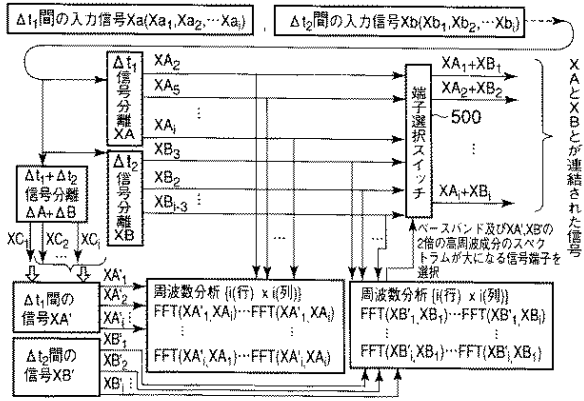 Δt₁間の入力信号Xa(Xa₁,Xa₂,…Xaᵢ)
,
Δt₂間の入力信号Xb(Xb₁,Xb₂,…Xbᵢ)
Δt₁
信号分離
XA
XA₂
XA₅
⋮
XAᵢ
Δt₂
信号分離
XB
XB₃
XB₂
⋮
XBᵢ₋₃
端子選択スイッチ
500
XA₁+XB₁
XA₂+XB₂
⋮
XAᵢ+XBᵢ
XAとXBとが連結された信号
Δt₁+Δt₂
信号分離
ΔA+ΔB
XC₁ XC₂ XCᵢ
…
…
…
ベースバンド及びXA',XB'の
2倍の高周波成分のスペク
トラムが大になる信号端子
を選択
Δt₁間の
信号XA'
XA'₁
XA'₂
⋮
XA'ᵢ
Δt₂間の
信号XB'
XB'₁
XB'₂
XB'ᵢ
⋮
周波数分析 {i(行) x i(列)}
FFT(XA'₁,XAᵢ)…FFT(XA'₁,XAᵢ)
⋮ ⋮
FFT(XA'ᵢ,XA₁)…FFT(XA'ᵢ,XAᵢ)
周波数分析 {i(行) x i(列)}
FFT(XB'₁,XB₁)…FFT(XB'₁,XBᵢ)
⋮ ⋮
FFT(XB'ᵢ,XBᵢ)…FFT(XB'ᵢ,XB₁)